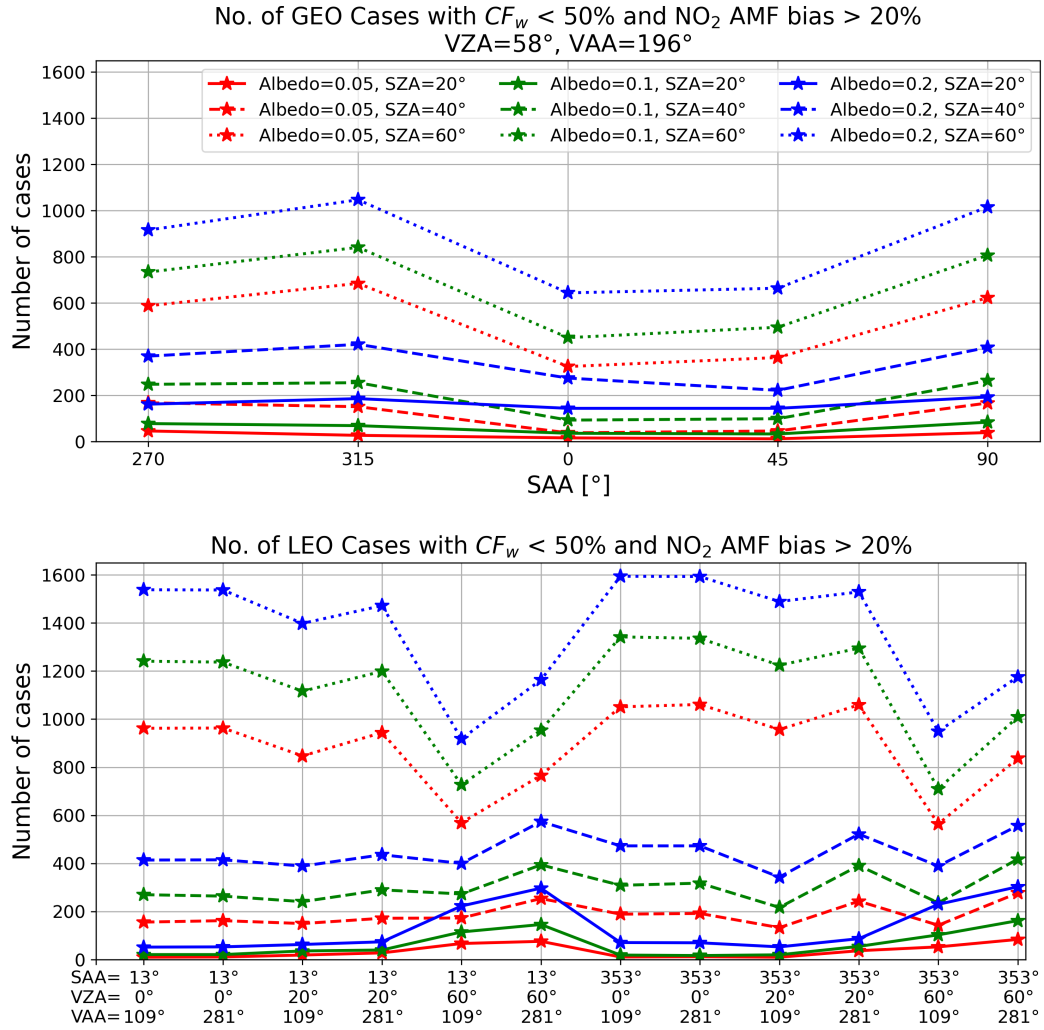 No. of GEO Cases with CF_w < 50% and NO₂ AMF bias > 20%
VZA=58°, VAA=196°
Albedo=0.05, SZA=20° Albedo=0.1, SZA=20° Albedo=0.2, SZA=20°
Albedo=0.05, SZA=40° Albedo=0.1, SZA=40° Albedo=0.2, SZA=40°
Albedo=0.05, SZA=60° Albedo=0.1, SZA=60° Albedo=0.2, SZA=60°
Number of cases
1600
1400
1200
1000
800
600
400
200
0
270 315 0 45 90
SAA [°]
No. of LEO Cases with CF_w < 50% and NO₂ AMF bias > 20%
Number of cases
1600
1400
1200
1000
800
600
400
200
0
SAA= 13° 13° 13° 13° 13° 13° 353° 353° 353° 353° 353° 353°
VZA= 0° 0° 20° 20° 60° 60° 0° 0° 20° 20° 60° 60°
VAA= 109° 281° 109° 281° 109° 281° 109° 281° 109° 281° 109° 281°